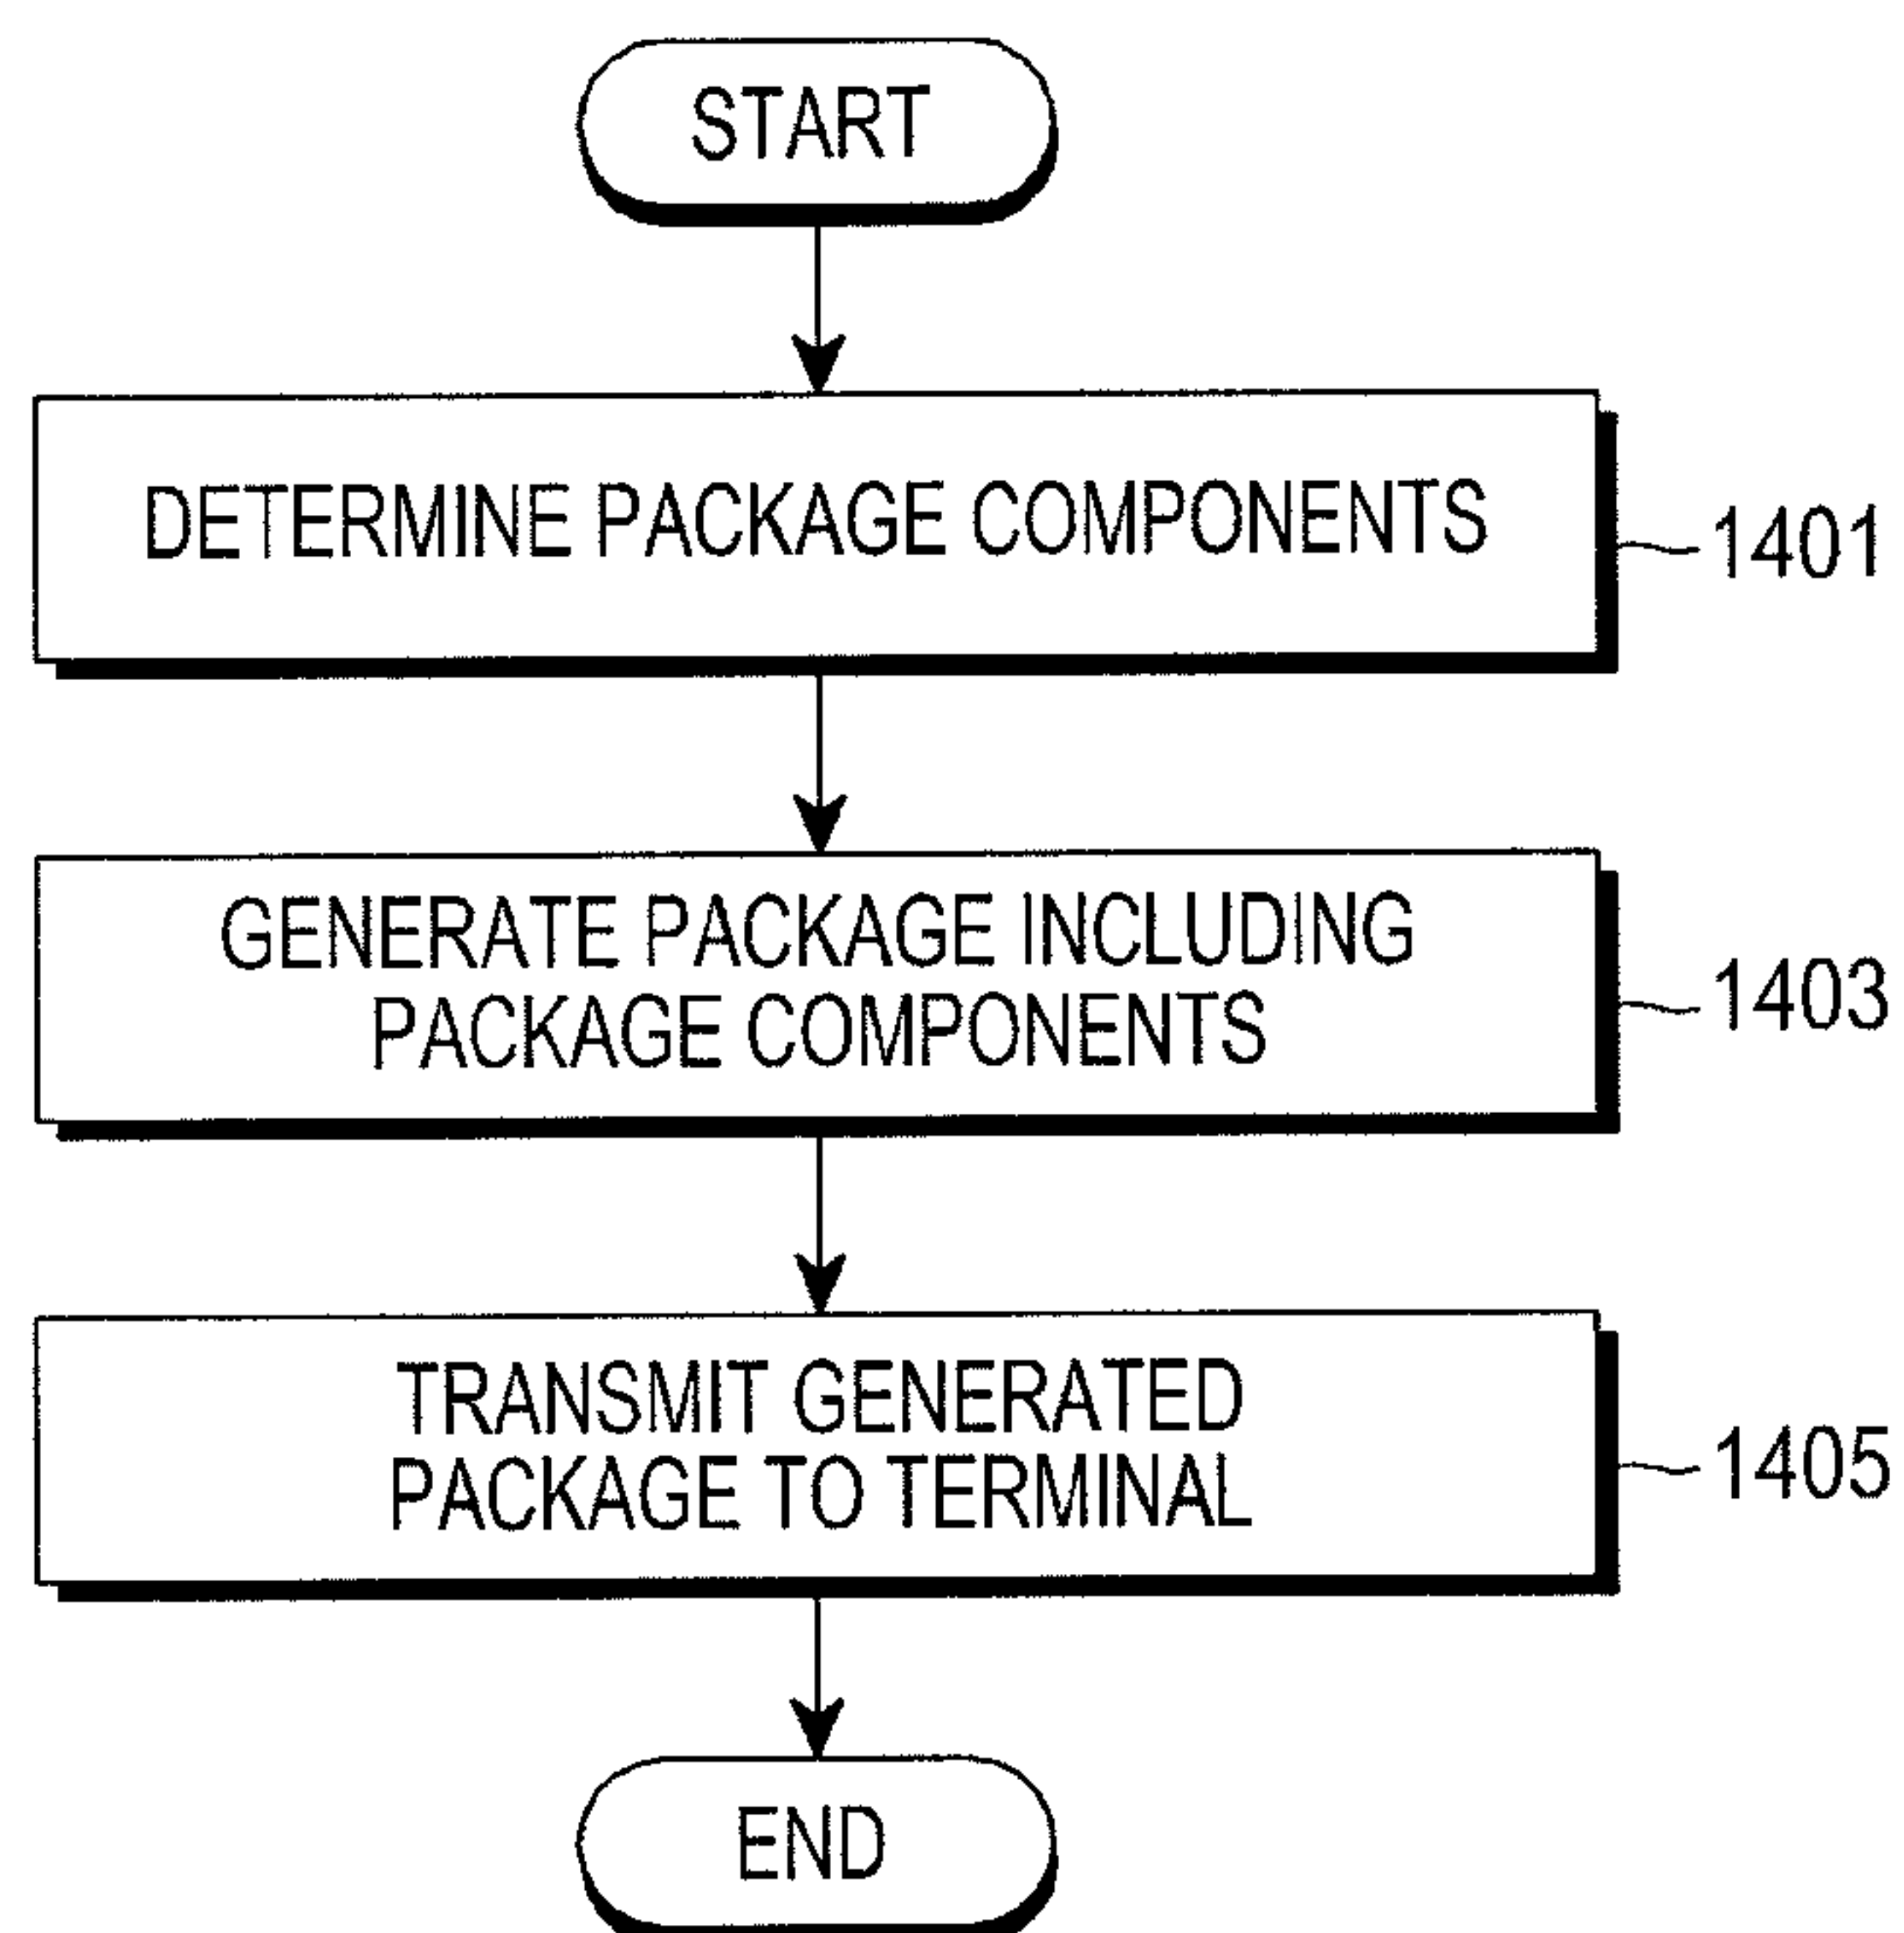 START
DETERMINE PACKAGE COMPONENTS
1401
GENERATE PACKAGE INCLUDING
PACKAGE COMPONENTS
1403
TRANSMIT GENERATED
PACKAGE TO TERMINAL
1405
END